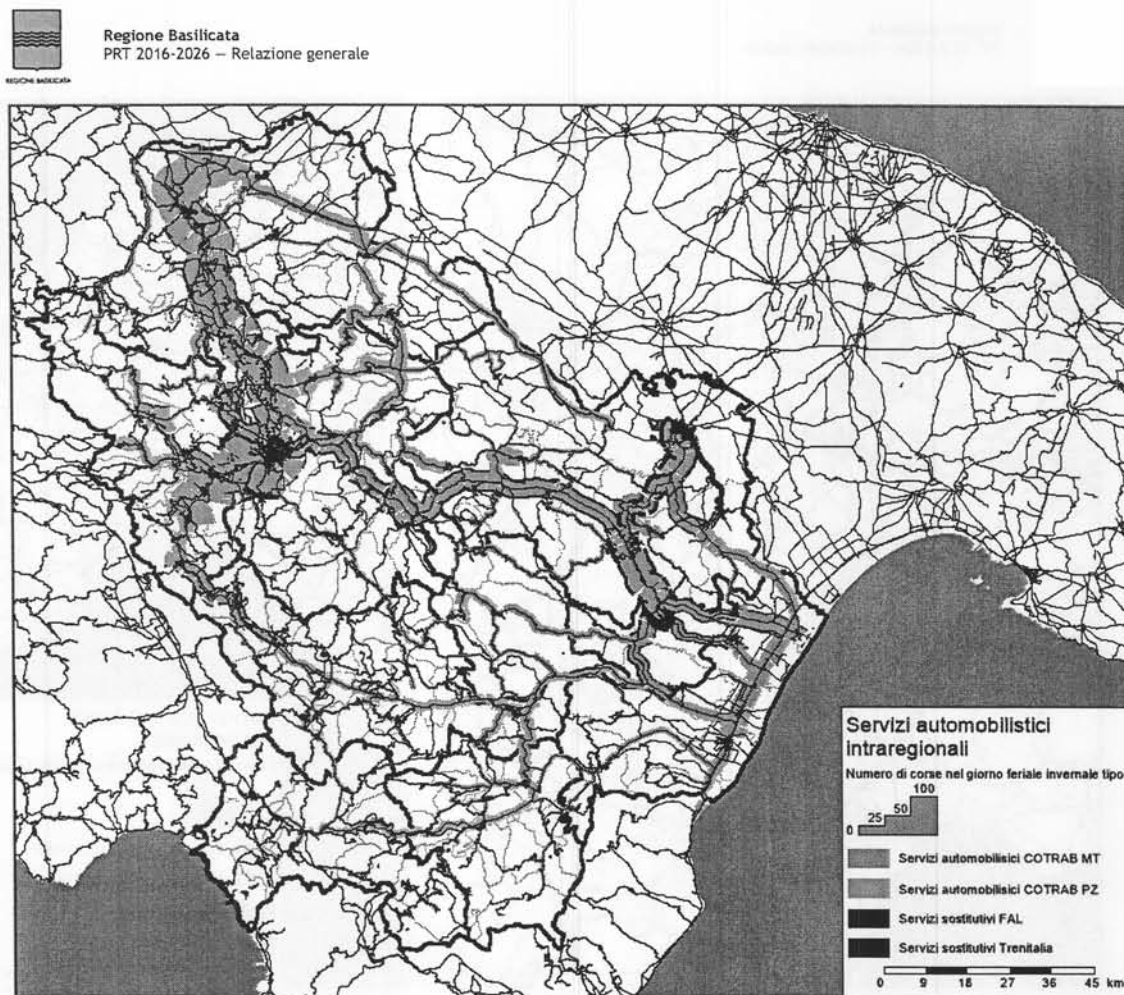 Regione Basilicata
PRT 2016-2026 — Relazione generale
REGIONE BASILICATA
Servizi automobilistici
intraregionali
Numero di corse nel giorno feriale invernale tipo
100
50
25
0
Servizi automobilisici COTRAB MT
Servizi automobilisici COTRAB PZ
Servizi sostitutivi FAL
Servizi sostitutivi Trenitalia
0 9 18 27 36 45 km